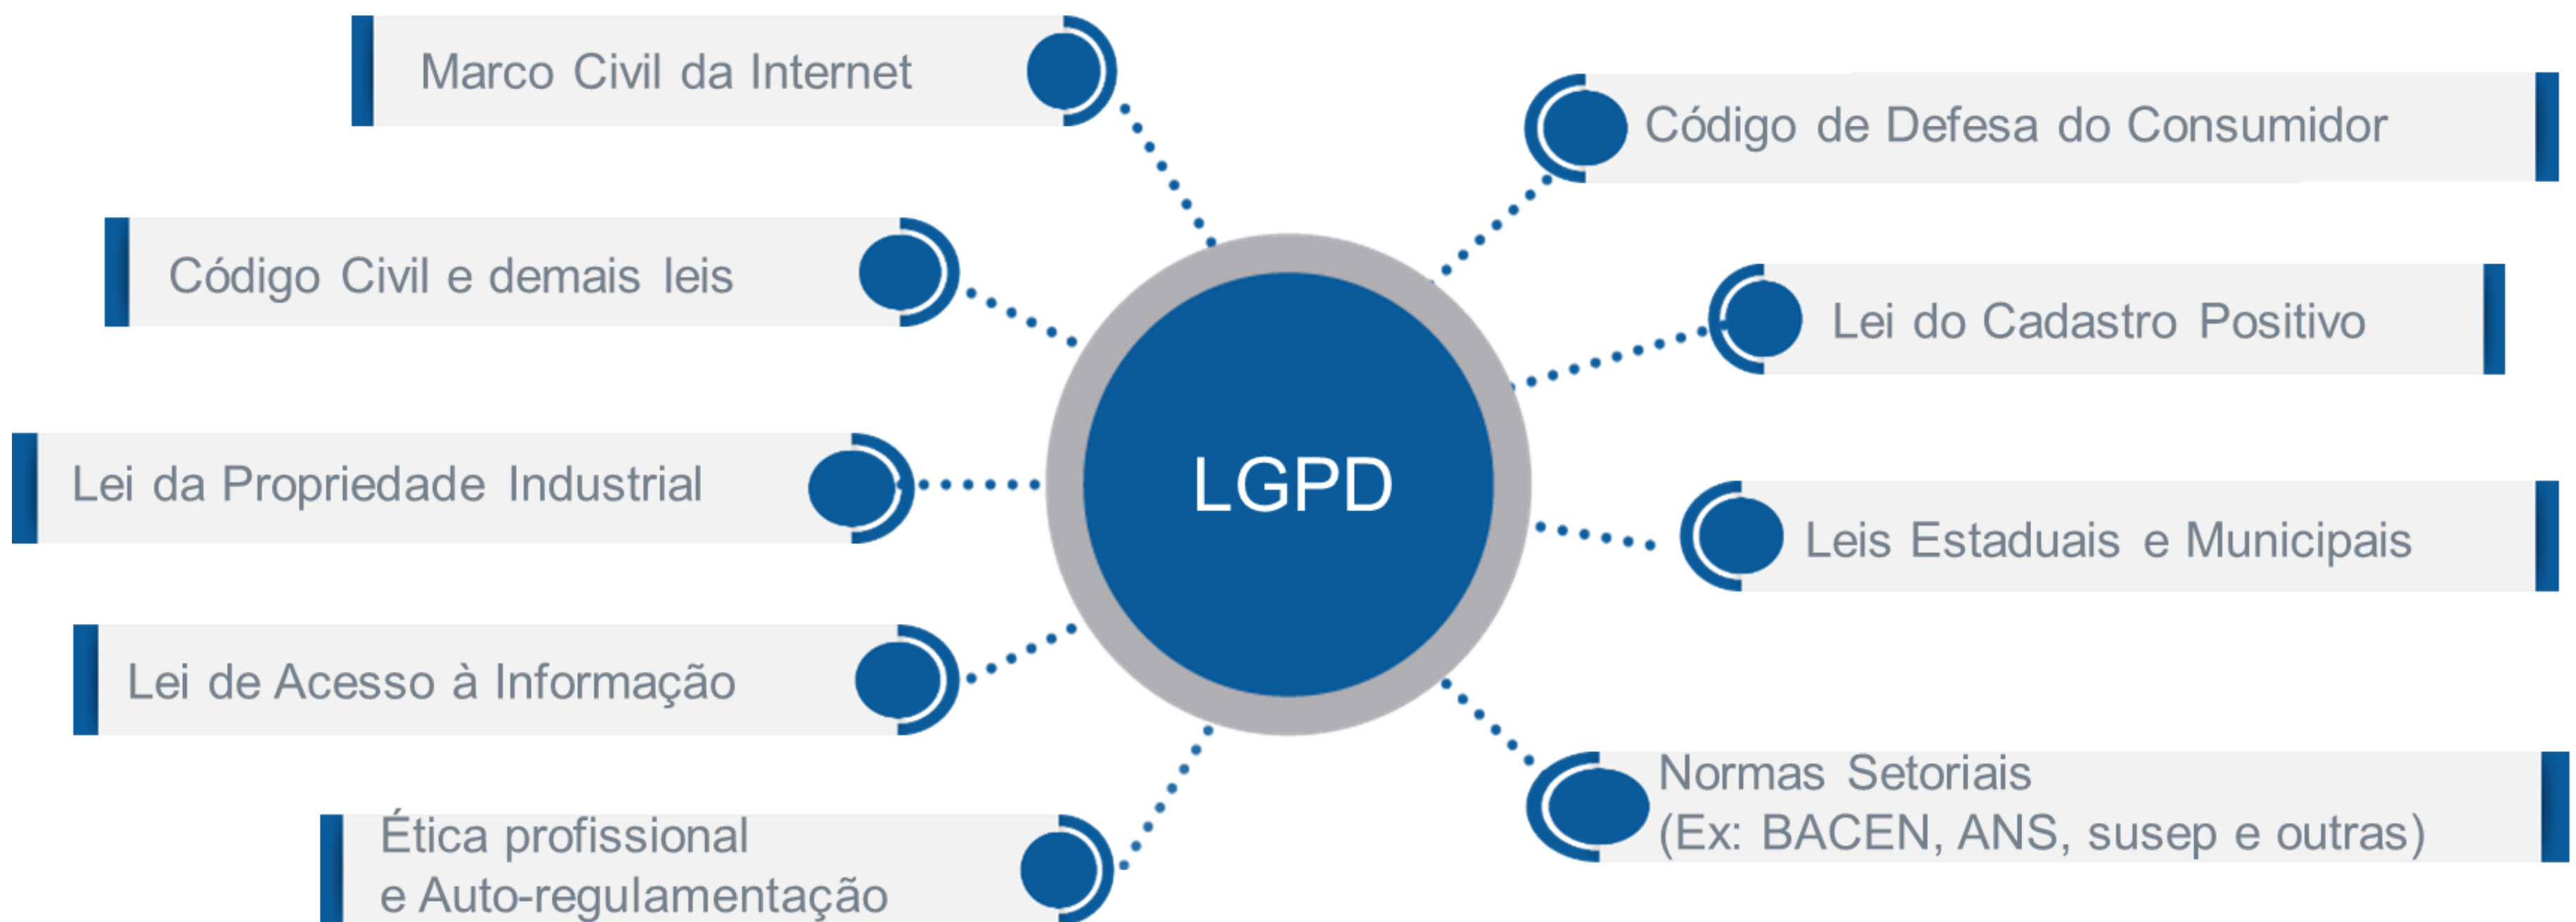 Marco Civil da Internet
Código Civil e demais leis
Lei da Propriedade Industrial
Lei de Acesso à Informação
Ética profissional
e Auto-regulamentação
LGPD
Código de Defesa do Consumidor
Lei do Cadastro Positivo
Leis Estaduais e Municipais
Normas Setoriais
(Ex: BACEN, ANS, susep e outras)